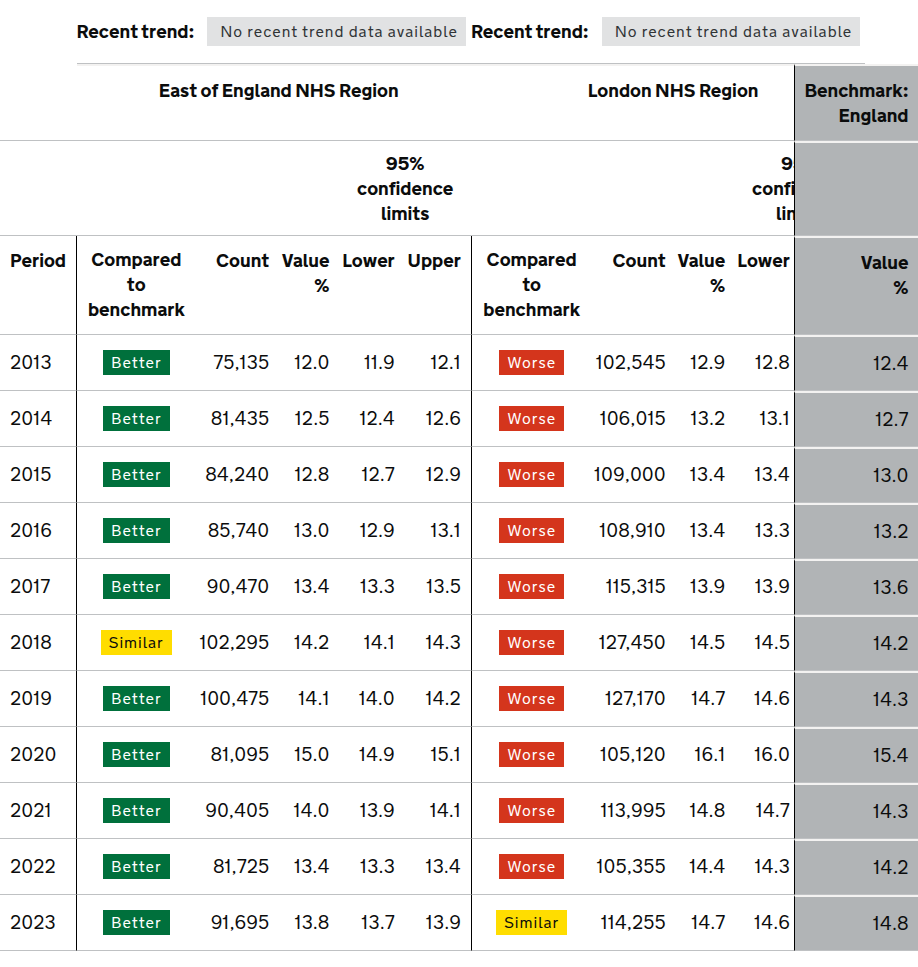 Recent trend: No recent trend data available Recent trend: No recent trend data available
East of England NHS Region London NHS Region Benchmark:
England
95% 9
confidence confi
limits lin
Period Compared Count Value Lower Upper Compared Count Value Lower Value
to % to % %
benchmark benchmark
2013 Better 75,135 12.0 11.9 12.1 Worse 102,545 12.9 12.8 12.4
2014 Better 81,435 12.5 12.4 12.6 Worse 106,015 13.2 13.1 12.7
2015 Better 84,240 12.8 12.7 12.9 Worse 109,000 13.4 13.4 13.0
2016 Better 85,740 13.0 12.9 13.1 Worse 108,910 13.4 13.3 13.2
2017 Better 90,470 13.4 13.3 13.5 Worse 115,315 13.9 13.9 13.6
2018 Similar 102,295 14.2 14.1 14.3 Worse 127,450 14.5 14.5 14.2
2019 Better 100,475 14.1 14.0 14.2 Worse 127,170 14.7 14.6 14.3
2020 Better 81,095 15.0 14.9 15.1 Worse 105,120 16.1 16.0 15.4
2021 Better 90,405 14.0 13.9 14.1 Worse 113,995 14.8 14.7 14.3
2022 Better 81,725 13.4 13.3 13.4 Worse 105,355 14.4 14.3 14.2
2023 Better 91,695 13.8 13.7 13.9 Similar 114,255 14.7 14.6 14.8